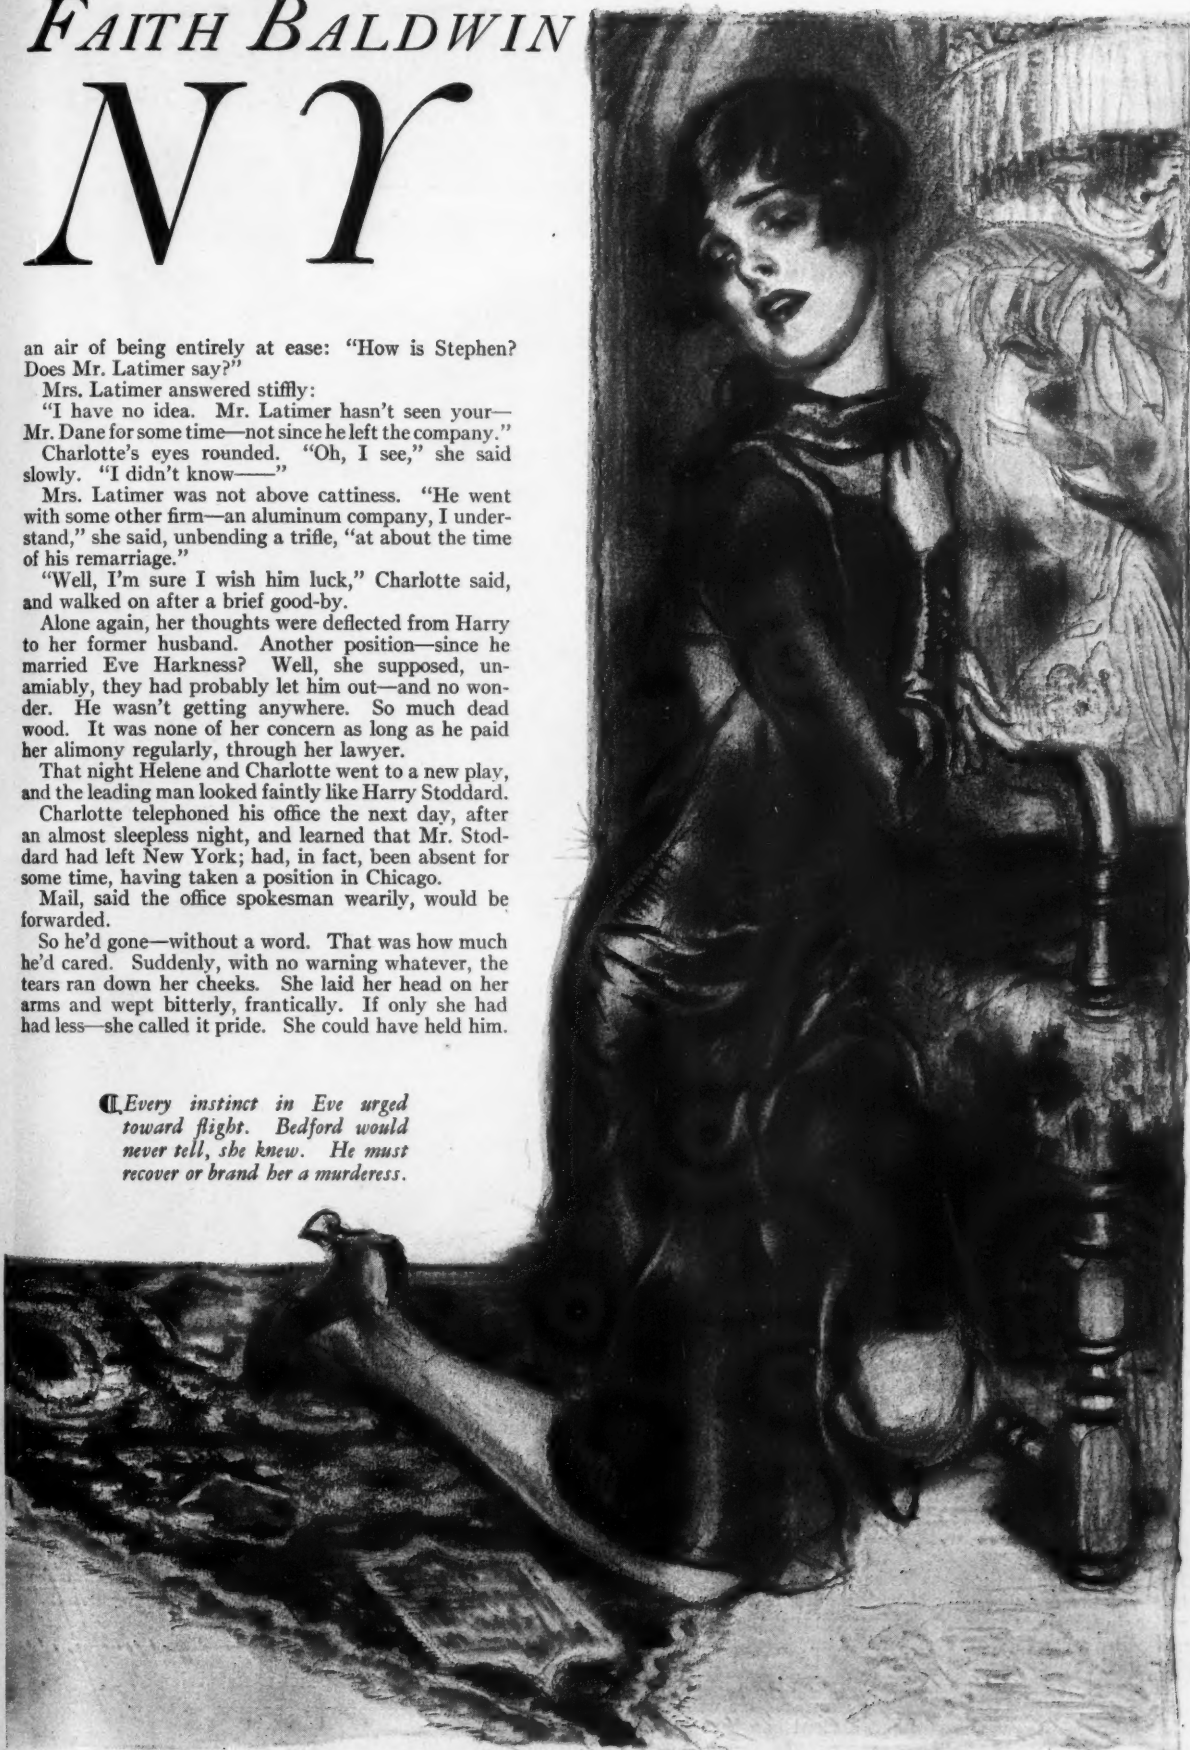 FAITH BALDWIN
NY
an air of being entirely at ease: “How is Stephen?
Does Mr. Latimer say?”
Mrs. Latimer answered stiffly:
“I have no idea. Mr. Latimer hasn’t seen your—
Mr. Dane for some time—not since he left the company.”
Charlotte’s eyes rounded. “Oh, I see,” she said
slowly. “I didn’t know——”
Mrs. Latimer was not above cattiness. “He went
with some other firm—an aluminum company, I under-
stand,” she said, unbending a trifle, “at about the time
of his remarriage.”
“Well, I’m sure I wish him luck,” Charlotte said,
and walked on after a brief good-by.
Alone again, her thoughts were deflected from Harry
to her former husband. Another position—since he
married Eve Harkness? Well, she supposed, un-
amiably, they had probably let him out—and no won-
der. He wasn’t getting anywhere. So much dead
wood. It was none of her concern as long as he paid
her alimony regularly, through her lawyer.
That night Helene and Charlotte went to a new play,
and the leading man looked faintly like Harry Stoddard.
Charlotte telephoned his office the next day, after
an almost sleepless night, and learned that Mr. Stod-
dard had left New York; had, in fact, been absent for
some time, having taken a position in Chicago.
Mail, said the office spokesman wearily, would be
forwarded.
So he’d gone—without a word. That was how much
he’d cared. Suddenly, with no warning whatever, the
tears ran down her cheeks. She laid her head on her
arms and wept bitterly, frantically. If only she had
had less—she called it pride. She could have held him.
¶Every instinct in Eve urged
toward flight. Bedford would
never tell, she knew. He must
recover or brand her a murderess.